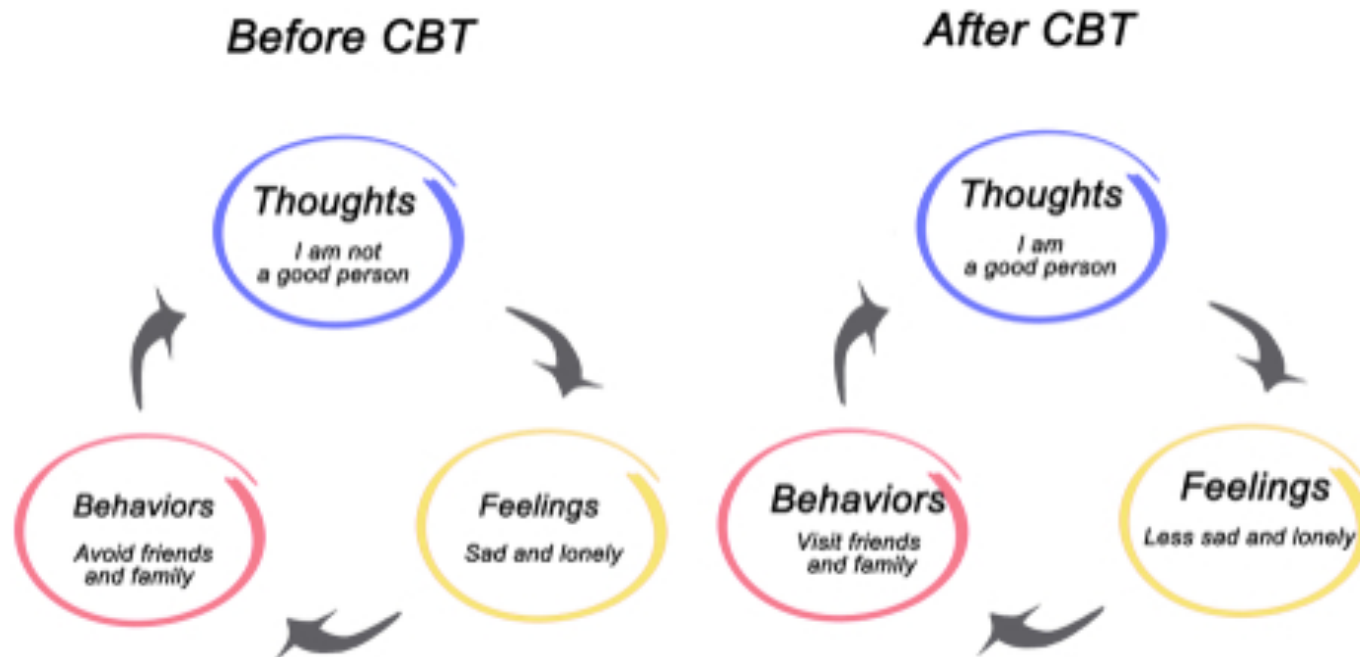 Before CBT
Thoughts
I am not
a good person
Behaviors
Avoid friends
and family
Feelings
Sad and lonely
After CBT
Thoughts
I am
a good person
Behaviors
Visit friends
and family
Feelings
Less sad and lonely